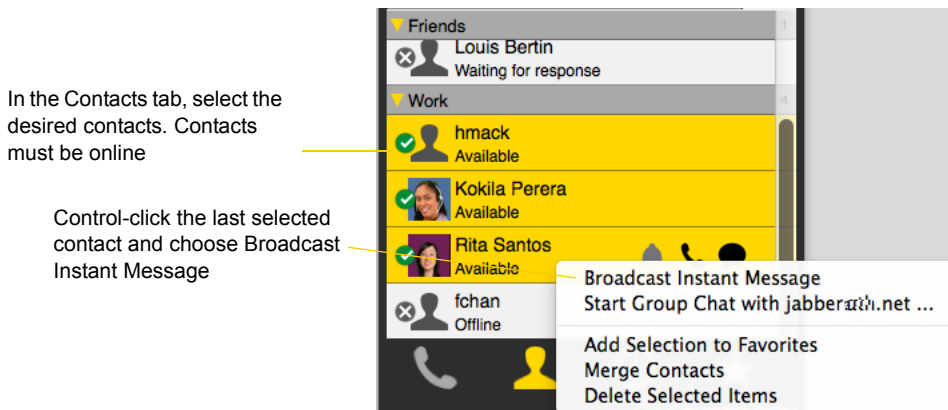 In the Contacts tab, select the
desired contacts. Contacts
must be online
Control-click the last selected
contact and choose Broadcast
Instant Message
Friends 1
Louis Bertin
Waiting for response
Work 4
hmack
Available
Kokila Perera
Available
Rita Santos
Available
fchan
Offline
Broadcast Instant Message
Start Group Chat with ...
Add Selection to Favorites
Merge Contacts
Delete Selected Items